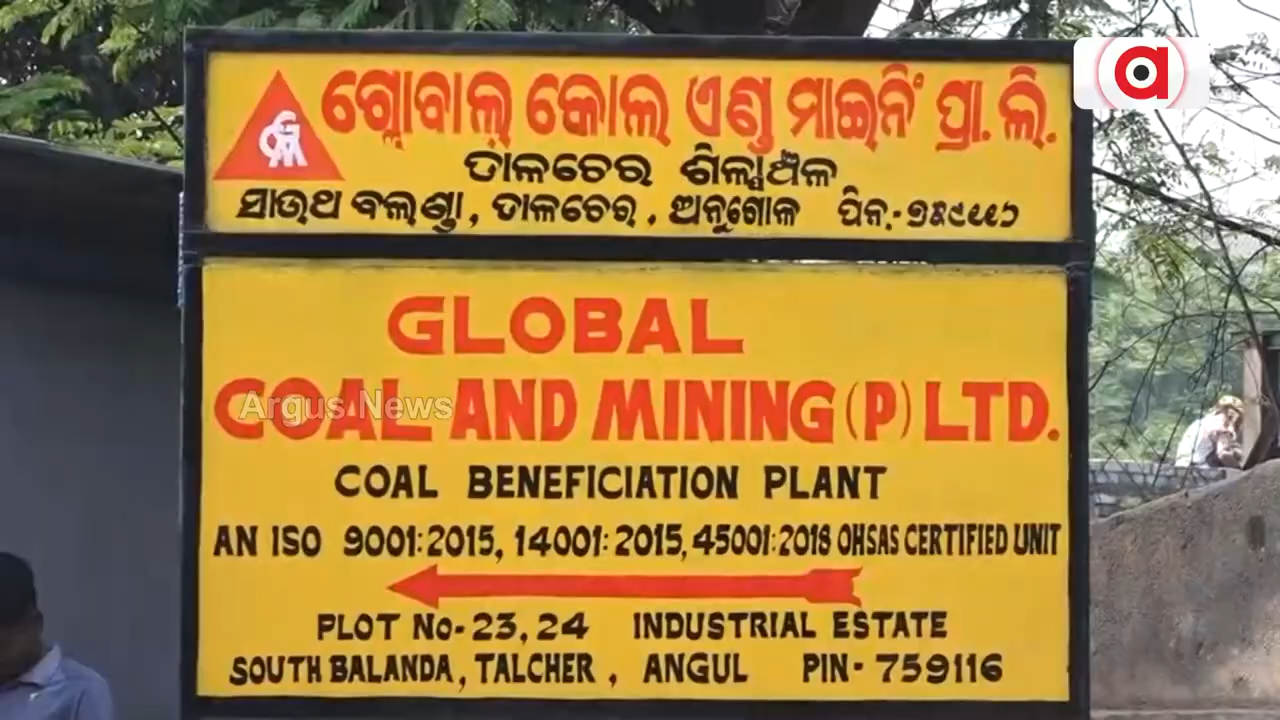 ଗ୍ଲୋବାଲ୍ କୋଲ ଏଣ୍ଡ ମାଇନିଂ ପ୍ରା. ଲି.
ତାଳଚେର ଶିଳ୍ପାଞ୍ଚଳ
ସାଉଥ ବଲଣ୍ଡା, ତାଳଚେର, ଅନୁଗୋଳ ପିନ୍-୭୫୯୧୧୬
GLOBAL
COAL AND MINING (P) LTD.
Argus News
COAL BENEFICIATION PLANT
AN ISO 9001:2015, 14001:2015, 45001:2018 OHSAS CERTIFIED UNIT
PLOT No-23,24 INDUSTRIAL ESTATE
SOUTH BALANDA, TALCHER, ANGUL PIN-759116